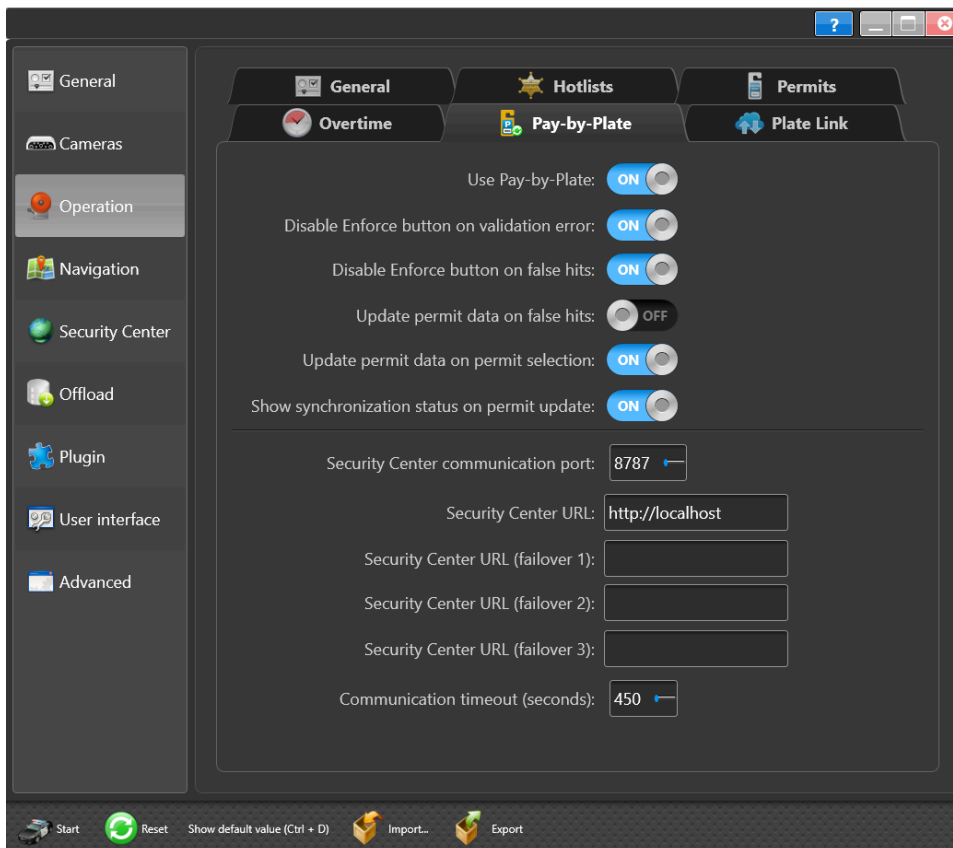 ?
General
Cameras
Operation
Navigation
Security Center
Offload
Plugin
User interface
Advanced
General Hotlists Permits
Overtime Pay-by-Plate Plate Link
Use Pay-by-Plate: ON
Disable Enforce button on validation error: ON
Disable Enforce button on false hits: ON
Update permit data on false hits: OFF
Update permit data on permit selection: ON
Show synchronization status on permit update: ON
Security Center communication port: 8787
Security Center URL: http://localhost
Security Center URL (failover 1):
Security Center URL (failover 2):
Security Center URL (failover 3):
Communication timeout (seconds): 450
Start Reset Show default value (Ctrl + D) Import... Export